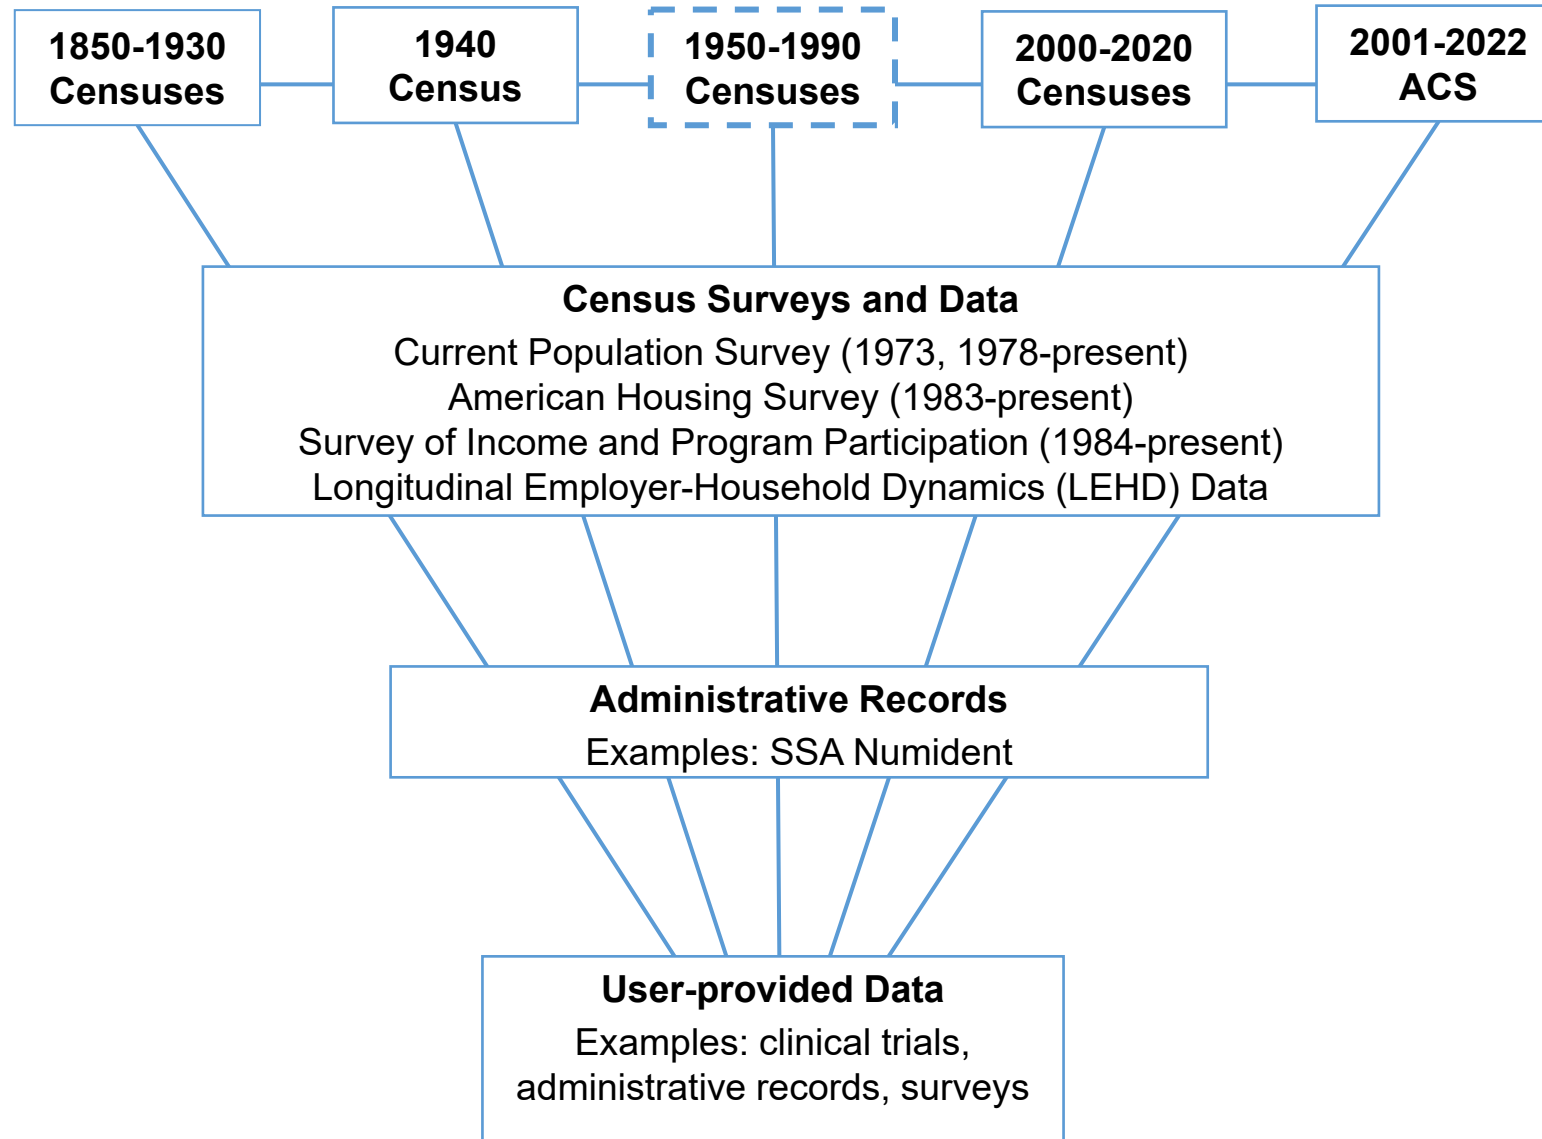 1850-1930
Censuses
1940
Census
1950-1990
Censuses
2000-2020
Censuses
2001-2022
ACS
Census Surveys and Data
Current Population Survey (1973, 1978-present)
American Housing Survey (1983-present)
Survey of Income and Program Participation (1984-present)
Longitudinal Employer-Household Dynamics (LEHD) Data
Administrative Records
Examples: SSA Numident
User-provided Data
Examples: clinical trials,
administrative records, surveys